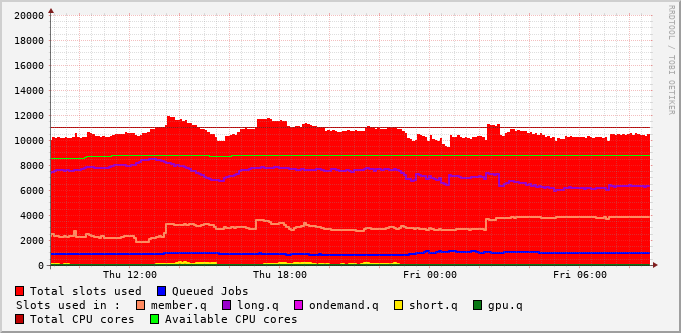 RRDTOOL / TOBI OETIKER
20000
18000
16000
14000
12000
10000
8000
6000
4000
2000
0
Thu 12:00 Thu 18:00 Fri 00:00 Fri 06:00
Total slots used Queued Jobs
Slots used in : member.q long.q ondemand.q short.q gpu.q
Total CPU cores Available CPU cores